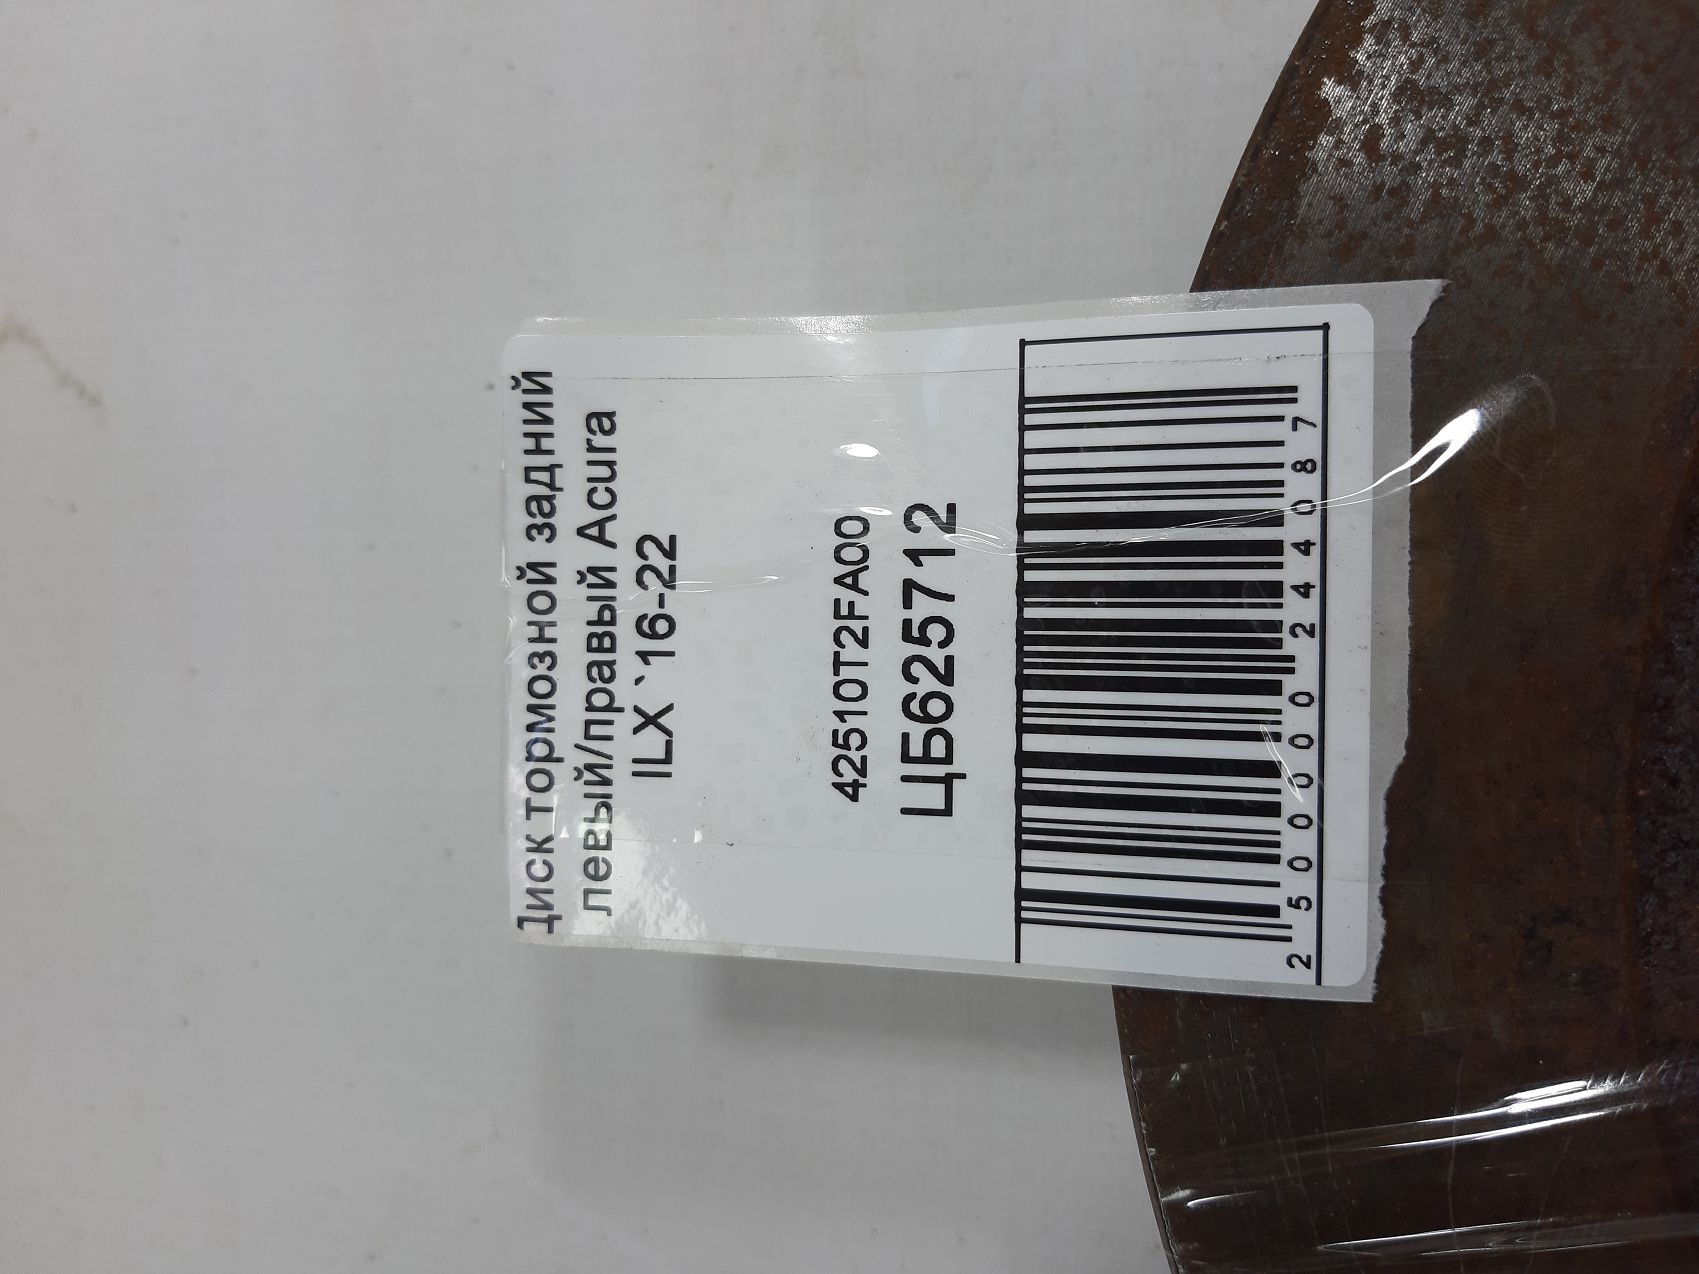 Диск тормозной задний
левый/правый Acura
ILX `16-22
42510T2FA00
ЦБ625712
2500000244087